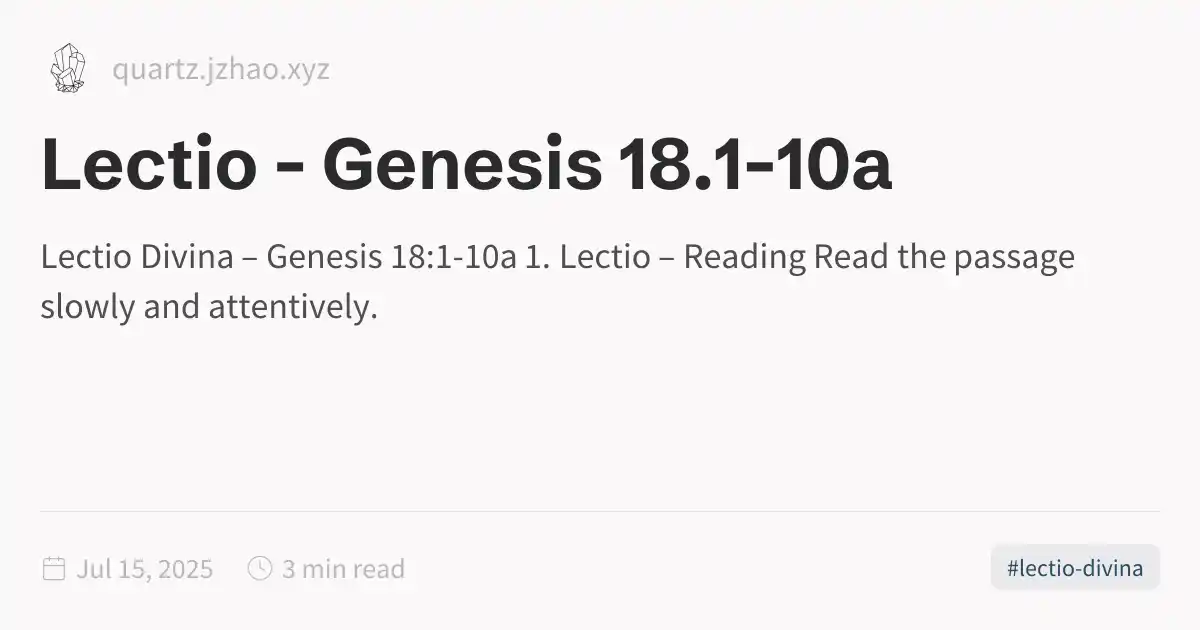 quartz.jzhao.xyz
Lectio - Genesis 18.1-10a
Lectio Divina – Genesis 18:1-10a 1. Lectio – Reading Read the passage
slowly and attentively.
Jul 15, 2025 3 min read #lectio-divina